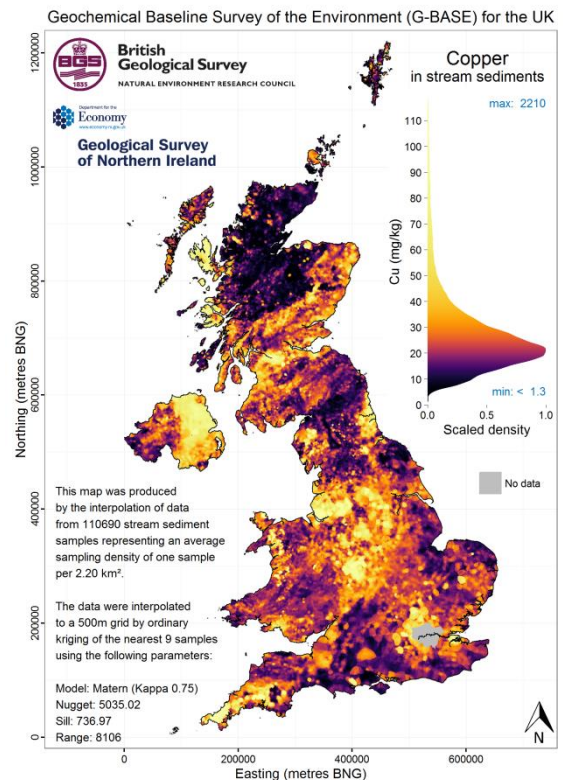 Geochemical Baseline Survey of the Environment (G-BASE) for the UK
BGS
1835
British
Geological Survey
NATURAL ENVIRONMENT RESEARCH COUNCIL
Department for the
Economy
www.economy-ni.gov.uk
Geological Survey
of Northern Ireland
Copper
in stream sediments
max: 2210
110
100
90
80
70
60
50
40
30
20
10
0
Cu (mg/kg)
min: < 1.3
0.0
0.5
1.0
Scaled density
No data
This map was produced
by the interpolation of data
from 110690 stream sediment
samples representing an average
sampling density of one sample
per 2.20 km².
The data were interpolated
to a 500m grid by ordinary
kriging of the nearest 9 samples
using the following parameters:
Model: Matern (Kappa 0.75)
Nugget: 5035.02
Sill: 736.97
Range: 8106
N
1200000
1000000
800000
600000
400000
200000
0
Northing (metres BNG)
0
200000
400000
600000
Easting (metres BNG)